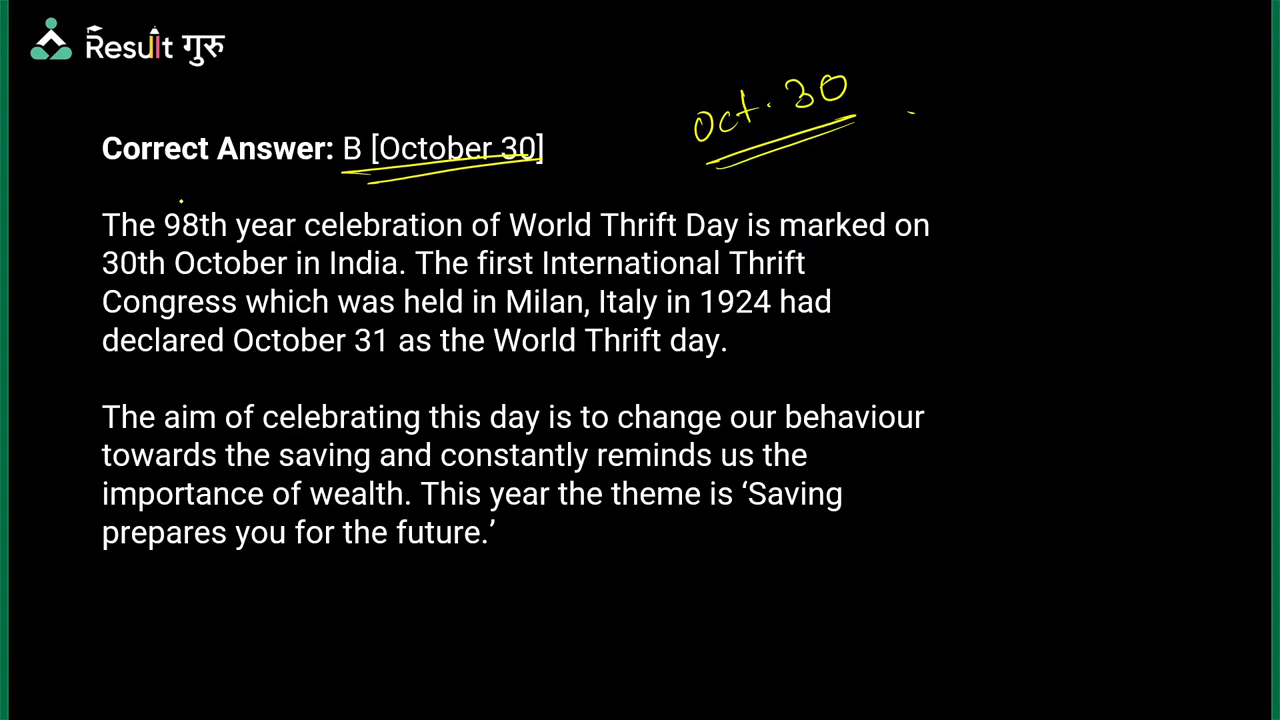 Result गुरु
Oct. 30
Correct Answer: B [October 30]
The 98th year celebration of World Thrift Day is marked on
30th October in India. The first International Thrift
Congress which was held in Milan, Italy in 1924 had
declared October 31 as the World Thrift day.
The aim of celebrating this day is to change our behaviour
towards the saving and constantly reminds us the
importance of wealth. This year the theme is ‘Saving
prepares you for the future.’